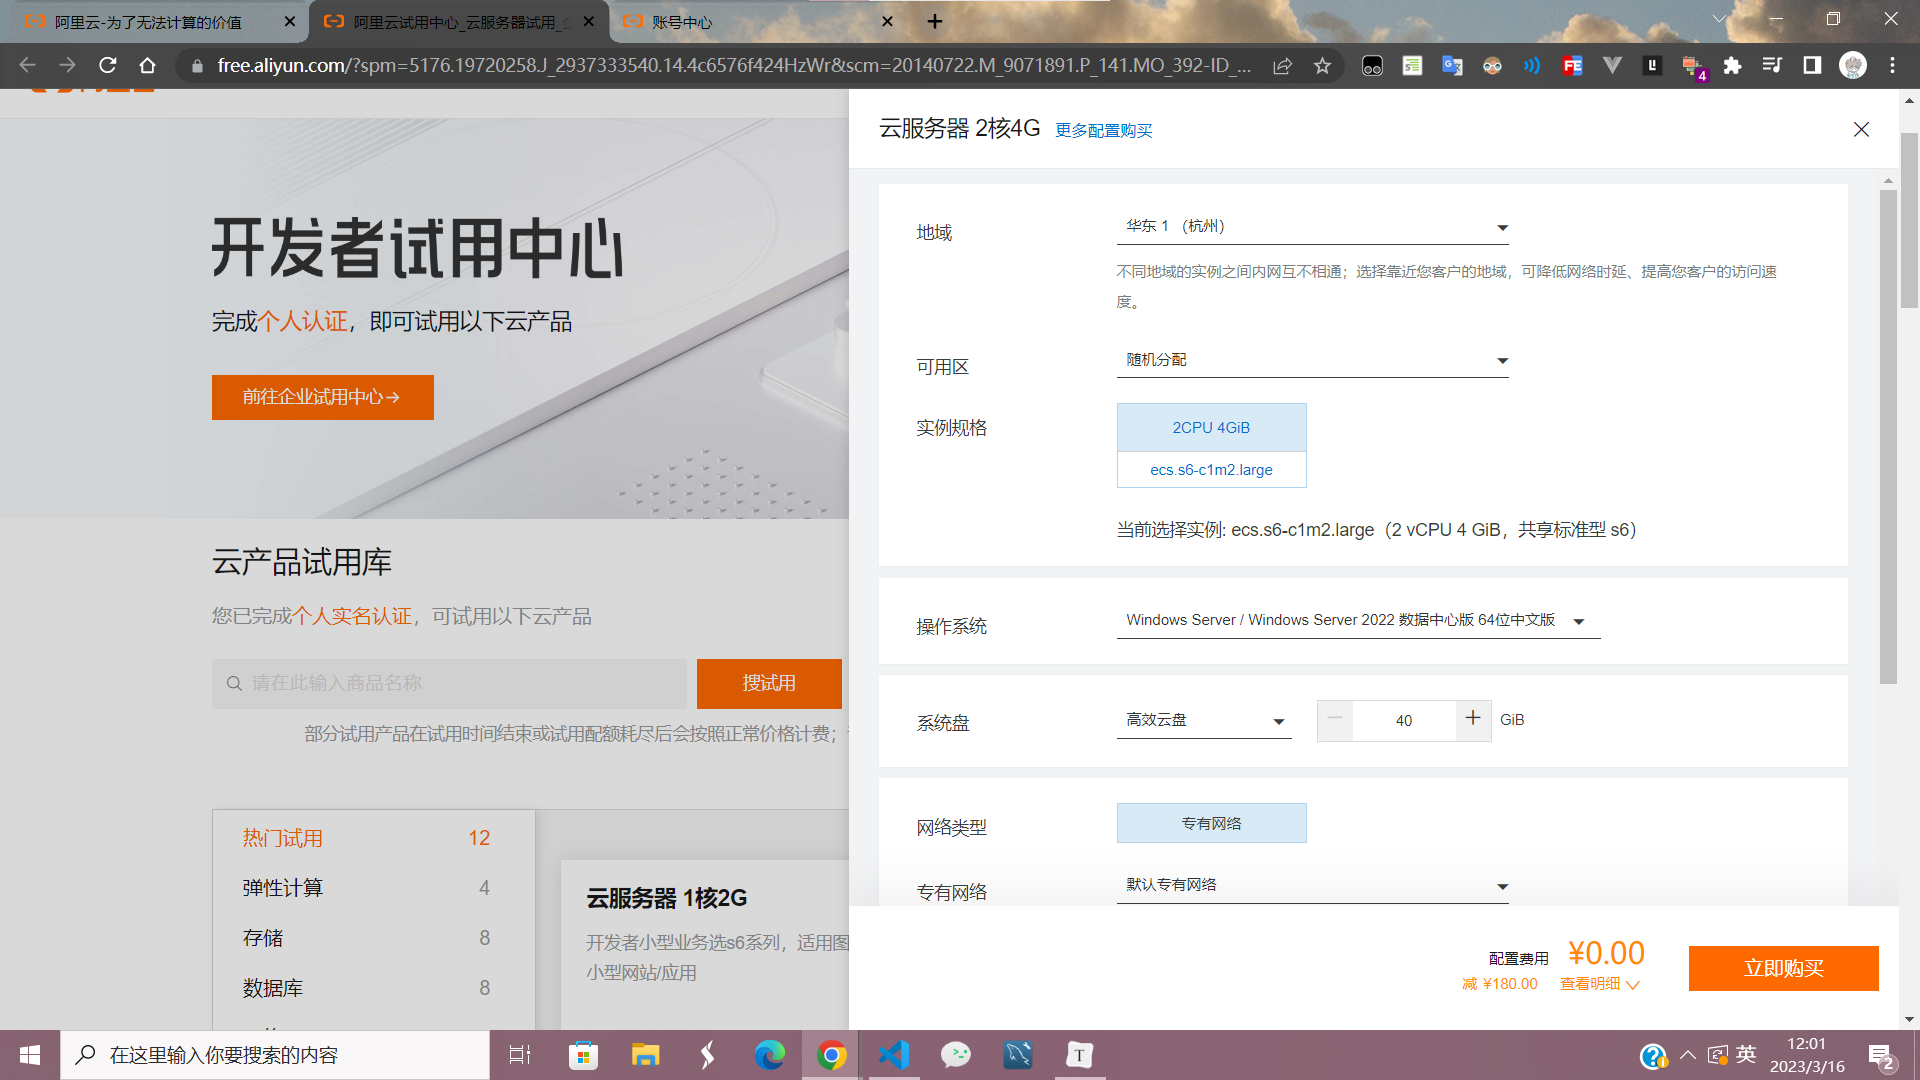 阿里云-为了无法计算的价值
阿里云试用中心_云服务器试用_企
账号中心
free.aliyun.com/?spm=5176.19720258.J_2937333540.14.4c6576f424HzWr&scm=20140722.M_9071891.P_141.MO_392-ID_...
4
开发者试用中心
完成个人认证，即可试用以下云产品
前往企业试用中心→
云产品试用库
您已完成个人实名认证，可试用以下云产品
请在此输入商品名称
搜试用
部分试用产品在试用时间结束或试用配额耗尽后会按照正常价格计费；
热门试用 12
弹性计算 4
存储 8
数据库 8
云服务器 1核2G
开发者小型业务选s6系列，适用图
小型网站/应用
云服务器 2核4G 更多配置购买
地域
华东 1 （杭州）
不同地域的实例之间内网互不相通；选择靠近您客户的地域，可降低网络时延、提高您客户的访问速
度。
可用区
随机分配
实例规格
2CPU 4GiB
ecs.s6-c1m2.large
当前选择实例: ecs.s6-c1m2.large（2 vCPU 4 GiB，共享标准型 s6）
操作系统
Windows Server / Windows Server 2022 数据中心版 64位中文版
系统盘
高效云盘
40
GiB
网络类型
专有网络
专有网络
默认专有网络
配置费用 ¥0.00
减 ¥180.00 查看明细
立即购买
在这里输入你要搜索的内容
英
12:01
2023/3/16
2